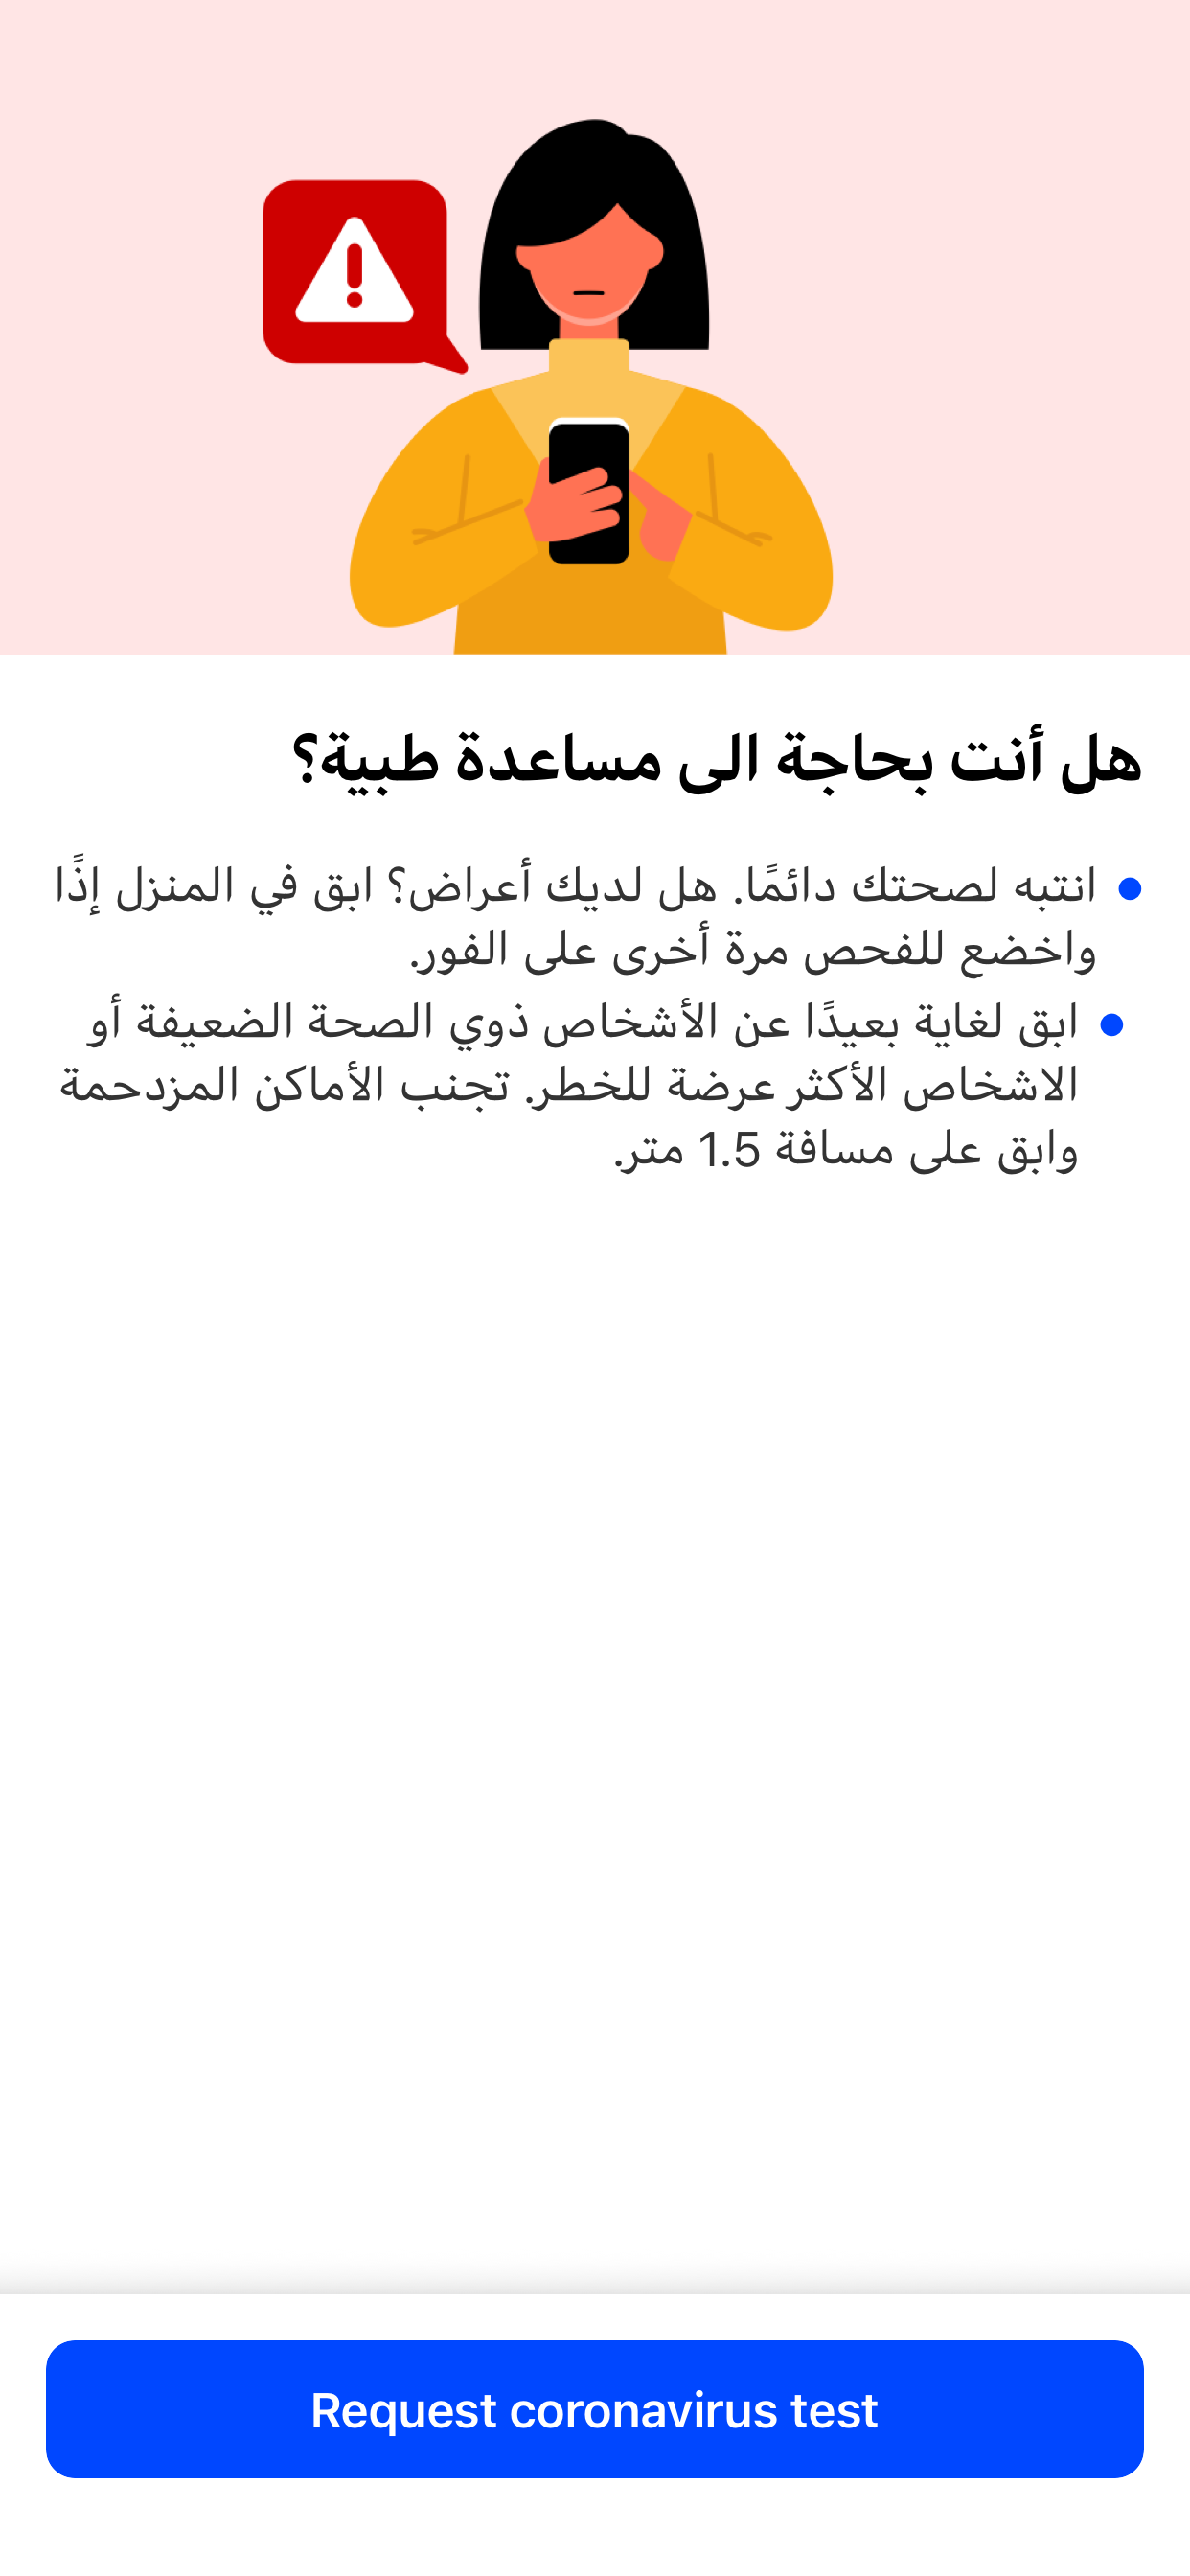 هل أنت بحاجة الى مساعدة طبية؟
انتبه لصحتك دائمًا. هل لديك أعراض؟ ابق في المنزل إذًا
واخضع للفحص مرة أخرى على الفور.
ابق لغاية بعيدًا عن الأشخاص ذوي الصحة الضعيفة أو
الاشخاص الأكثر عرضة للخطر. تجنب الأماكن المزدحمة
وابق على مسافة 1.5 متر.
Request coronavirus test